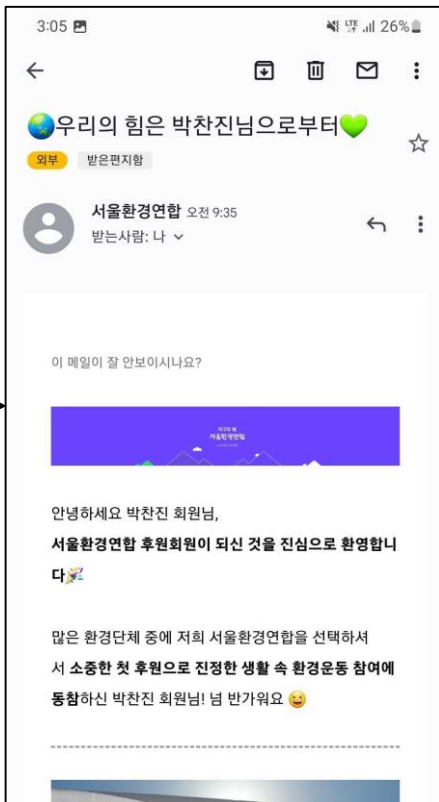 3:05 26%
🌏우리의 힘은 박찬진님으로부터💚
외부 받은편지함
서울환경연합 오전 9:35
받는사람: 나
이 메일이 잘 안보이시나요?
서울환경연합
안녕하세요 박찬진 회원님,
서울환경연합 후원회원이 되신 것을 진심으로 환영합니
다🎉
많은 환경단체 중에 저희 서울환경연합을 선택하셔
서 소중한 첫 후원으로 진정한 생활 속 환경운동 참여에
동참하신 박찬진 회원님! 넘 반가워요 😆